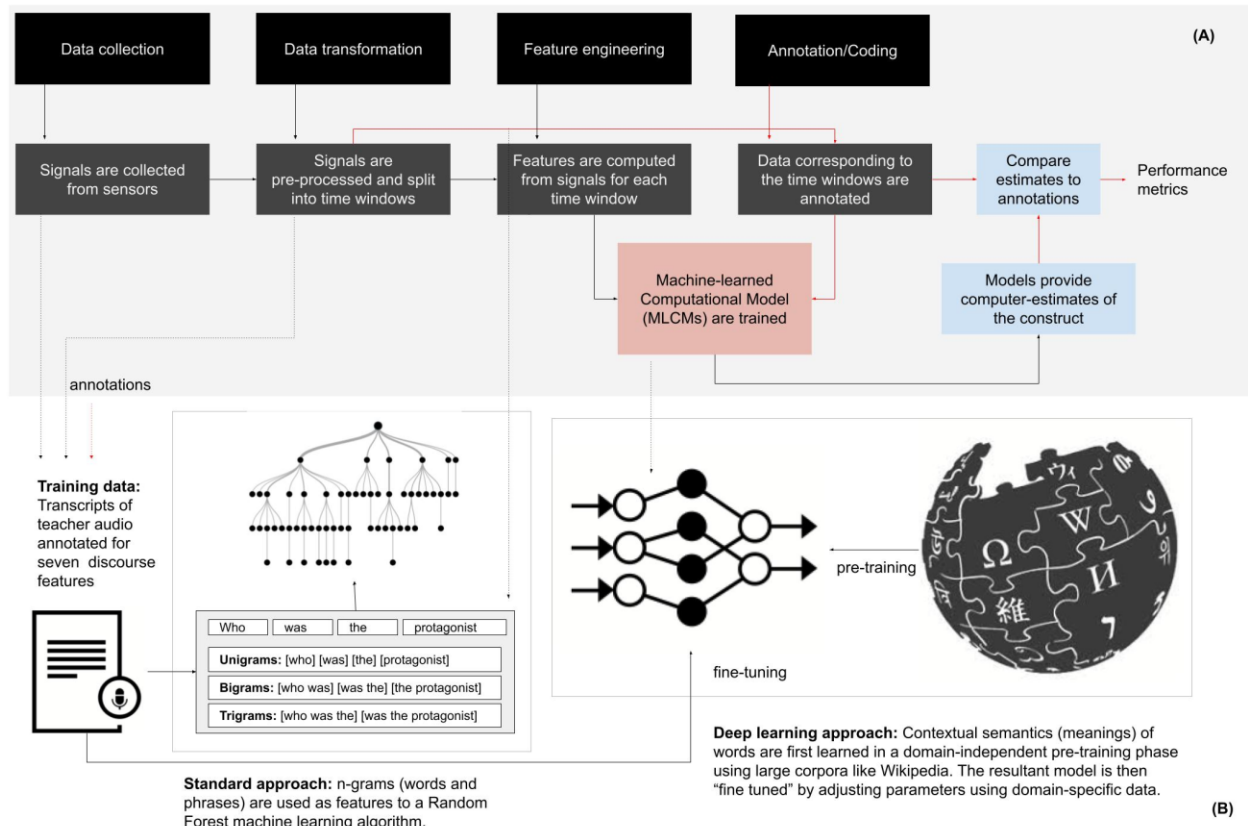 Data collection
Data transformation
Feature engineering
Annotation/Coding
(A)
Signals are collected
from sensors
Signals are
pre-processed and split
into time windows
Features are computed
from signals for each
time window
Data corresponding to
the time windows are
annotated
Compare
estimates to
annotations
Performance
metrics
Machine-learned
Computational Model
(MLCMs) are trained
Models provide
computer-estimates of
the construct
annotations
Training data:
Transcripts of
teacher audio
annotated for
seven discourse
features
Who was the protagonist
Unigrams: [who] [was] [the] [protagonist]
Bigrams: [who was] [was the] [the protagonist]
Trigrams: [who was the] [was the protagonist]
Standard approach: n-grams (words and
phrases) are used as features to a Random
Forest machine learning algorithm.
pre-training
fine-tuning
Ω
W
И
維
ウィ
7
Deep learning approach: Contextual semantics (meanings) of
words are first learned in a domain-independent pre-training phase
using large corpora like Wikipedia. The resultant model is then
“fine tuned” by adjusting parameters using domain-specific data.
(B)